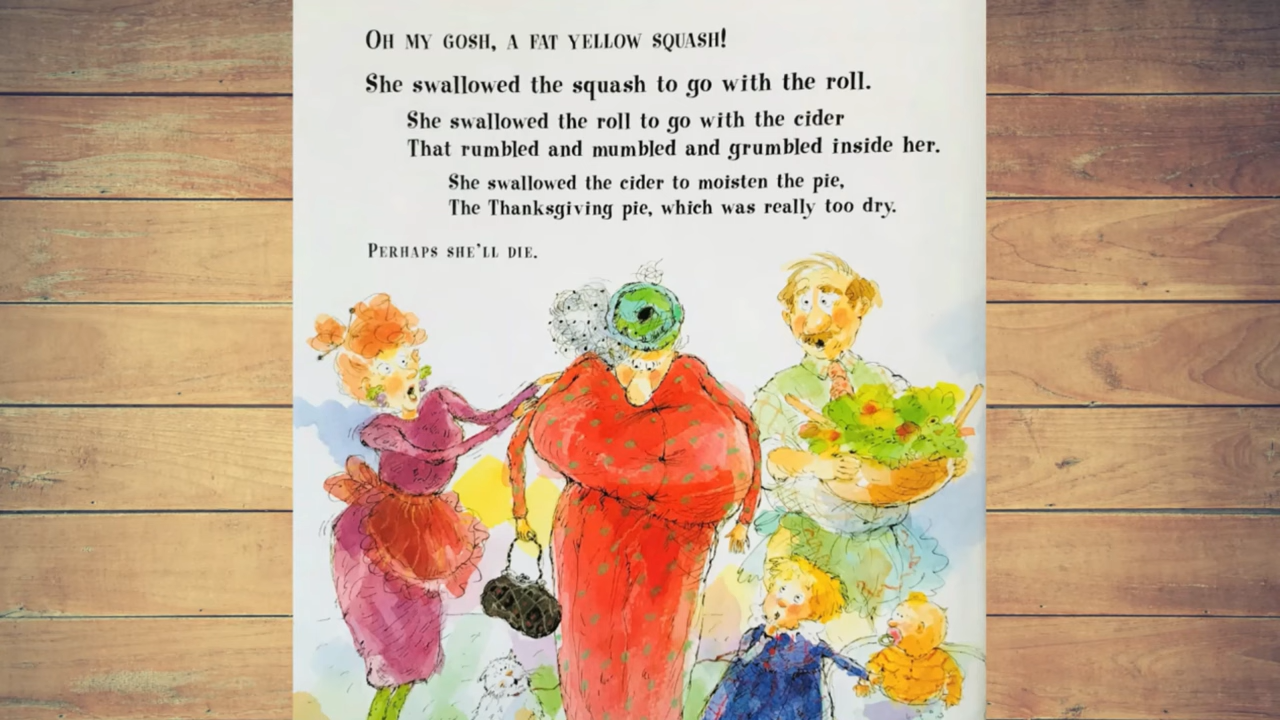 OH MY GOSH, A FAT YELLOW SQUASH!
She swallowed the squash to go with the roll.
She swallowed the roll to go with the cider
That rumbled and mumbled and grumbled inside her.
She swallowed the cider to moisten the pie,
The Thanksgiving pie, which was really too dry.
PERHAPS SHE'LL DIE.